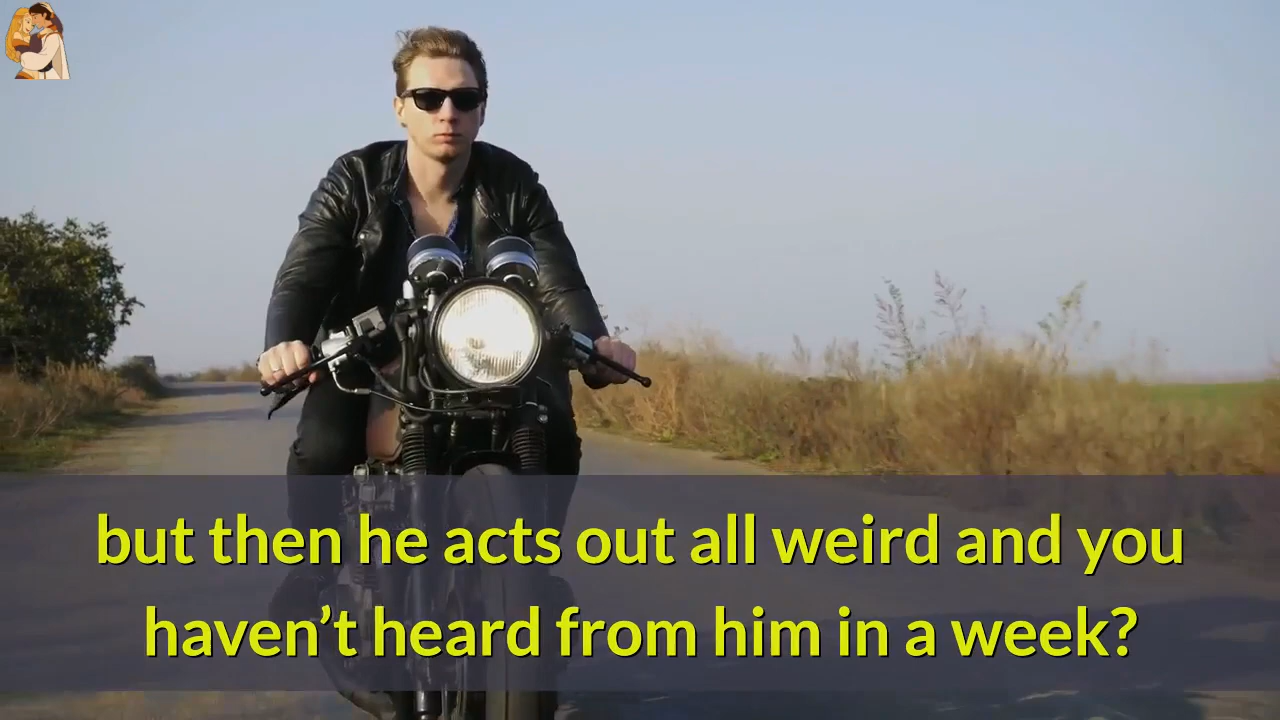 but then he acts out all weird and you
haven’t heard from him in a week?